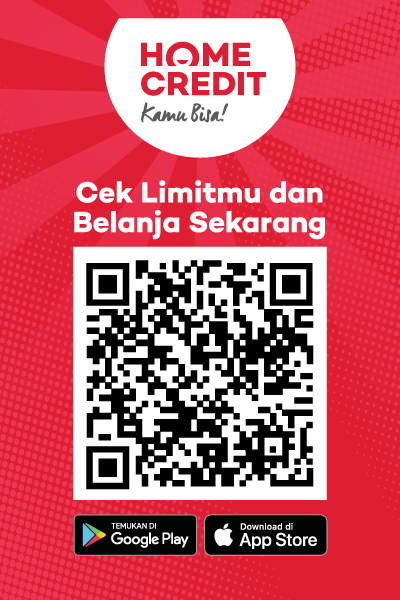 HOME
CREDIT
Kamu Bisa!
Cek Limitmu dan
Belanja Sekarang
TEMUKAN DI
Google Play
Download di
App Store